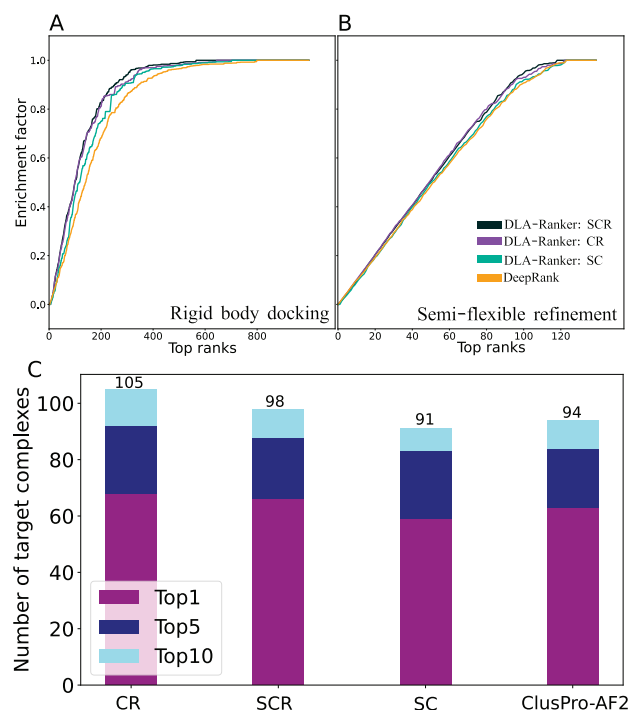 A
B
Enrichment factor
1.0
0.8
0.6
0.4
0.2
0.0
Rigid body docking
0 200 400 600 800
Top ranks
DLA-Ranker: SCR
DLA-Ranker: CR
DLA-Ranker: SC
DeepRank
Semi-flexible refinement
0 20 40 60 80 100 120
Top ranks
C
Number of target complexes
100
80
60
40
20
0
105
98
91
94
Top1
Top5
Top10
CR SCR SC ClusPro-AF2